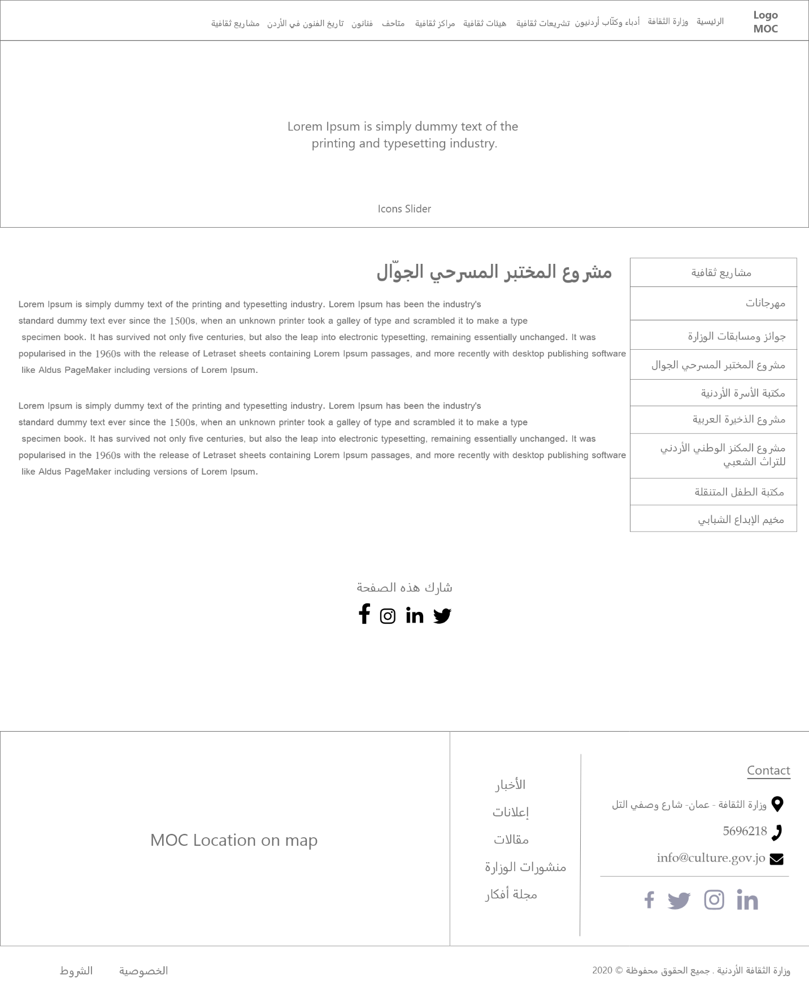 Logo
MOC
الرئيسية
وزارة الثقافة
أدباء وكتّاب أردنيون
تشريعات ثقافية
هيئات ثقافية
مراكز ثقافية
متاحف
فنانون
تاريخ الفنون في الأردن
مشاريع ثقافية
Lorem Ipsum is simply dummy text of the
printing and typesetting industry.
Icons Slider
مشاريع ثقافية
مهرجانات
جوائز ومسابقات الوزارة
مشروع المختبر المسرحي الجوال
مكتبة الأسرة الأردنية
مشروع الذخيرة العربية
مشروع المكنز الوطني الأردني
للتراث الشعبي
مكتبة الطفل المتنقلة
مخيم الإبداع الشبابي
مشروع المختبر المسرحي الجوّال
Lorem Ipsum is simply dummy text of the printing and typesetting industry. Lorem Ipsum has been the industry's
standard dummy text ever since the 1500s, when an unknown printer took a galley of type and scrambled it to make a type
specimen book. It has survived not only five centuries, but also the leap into electronic typesetting, remaining essentially unchanged. It was
popularised in the 1960s with the release of Letraset sheets containing Lorem Ipsum passages, and more recently with desktop publishing software
like Aldus PageMaker including versions of Lorem Ipsum.
Lorem Ipsum is simply dummy text of the printing and typesetting industry. Lorem Ipsum has been the industry's
standard dummy text ever since the 1500s, when an unknown printer took a galley of type and scrambled it to make a type
specimen book. It has survived not only five centuries, but also the leap into electronic typesetting, remaining essentially unchanged. It was
popularised in the 1960s with the release of Letraset sheets containing Lorem Ipsum passages, and more recently with desktop publishing software
like Aldus PageMaker including versions of Lorem Ipsum.
شارك هذه الصفحة
Contact
وزارة الثقافة - عمان- شارع وصفي التل
5696218
info@culture.gov.jo
الأخبار
إعلانات
مقالات
منشورات الوزارة
مجلة أفكار
MOC Location on map
وزارة الثقافة الأردنية . جميع الحقوق محفوظة © 2020
الخصوصية
الشروط